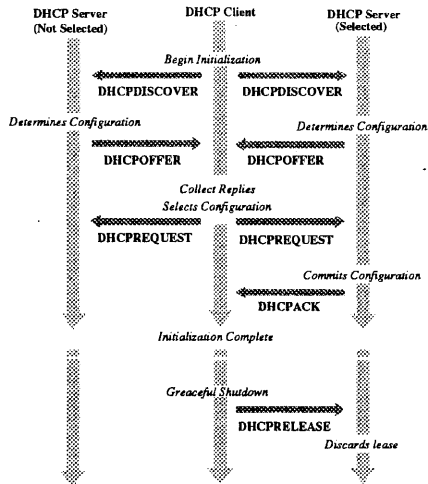 DHCP Server
(Not Selected)
DHCP Client
DHCP Server
(Selected)
Begin Initialization
DHCPDISCOVER
DHCPDISCOVER
Determines Configuration
Determines Configuration
DHCPOFFER
DHCPOFFER
Collect Replies
Selects Configuration
DHCPREQUEST
DHCPREQUEST
Commits Configuration
DHCPACK
Initialization Complete
Greaceful Shutdown
DHCPRELEASE
Discards lease